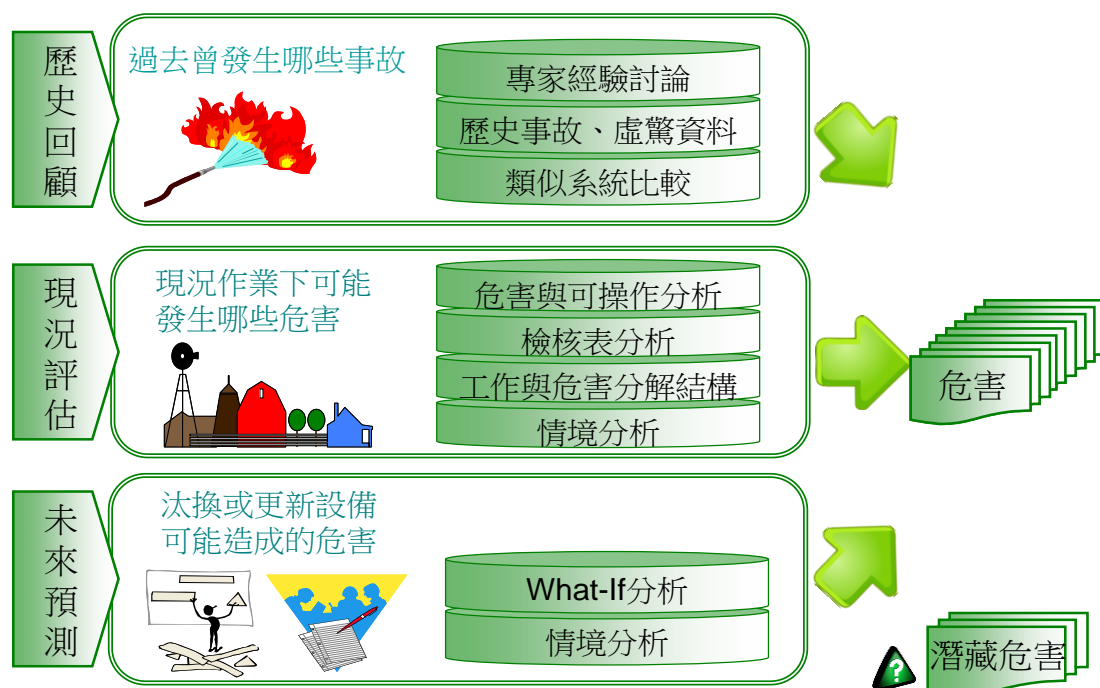 歷史回顧
過去曾發生哪些事故
專家經驗討論
歷史事故、虛驚資料
類似系統比較
現況評估
現況作業下可能
發生哪些危害
危害與可操作分析
檢核表分析
工作與危害分解結構
情境分析
危害
未來預測
汰換或更新設備
可能造成的危害
What-If分析
情境分析
?
潛藏危害